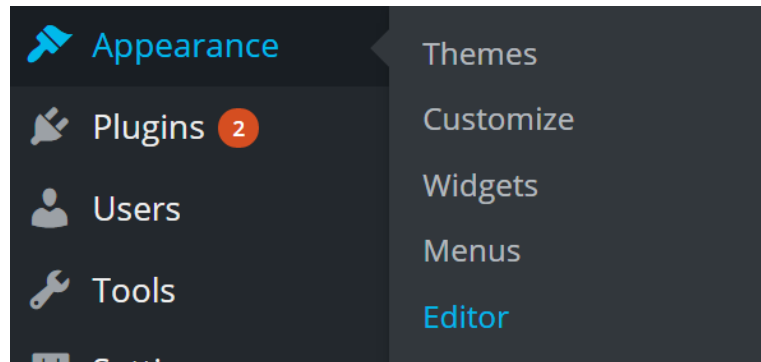 Appearance
Plugins 2
Users
Tools
Themes
Customize
Widgets
Menus
Editor